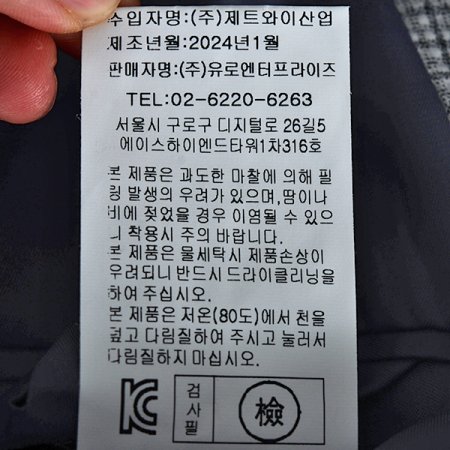 수입자명:(주)제트와이산업
제조년월:2024년1월
판매자명:(주)유로엔터프라이즈
TEL:02-6220-6263
서울시 구로구 디지털로 26길5
에이스하이엔드타워1차316호
본 제품은 과도한 마찰에 의해 필
링 발생의 우려가 있으며,땀이나
비에 젖었을 경우 이염될 수 있으
니 착용시 주의 바랍니다.
본 제품은 물세탁시 제품손상이
우려되니 반드시 드라이클리닝을
하여 주십시오.
본 제품은 저온(80도)에서 천을
덮고 다림질하여 주시고 눌러서
다림질하지 마십시오.
KC
검사필
檢